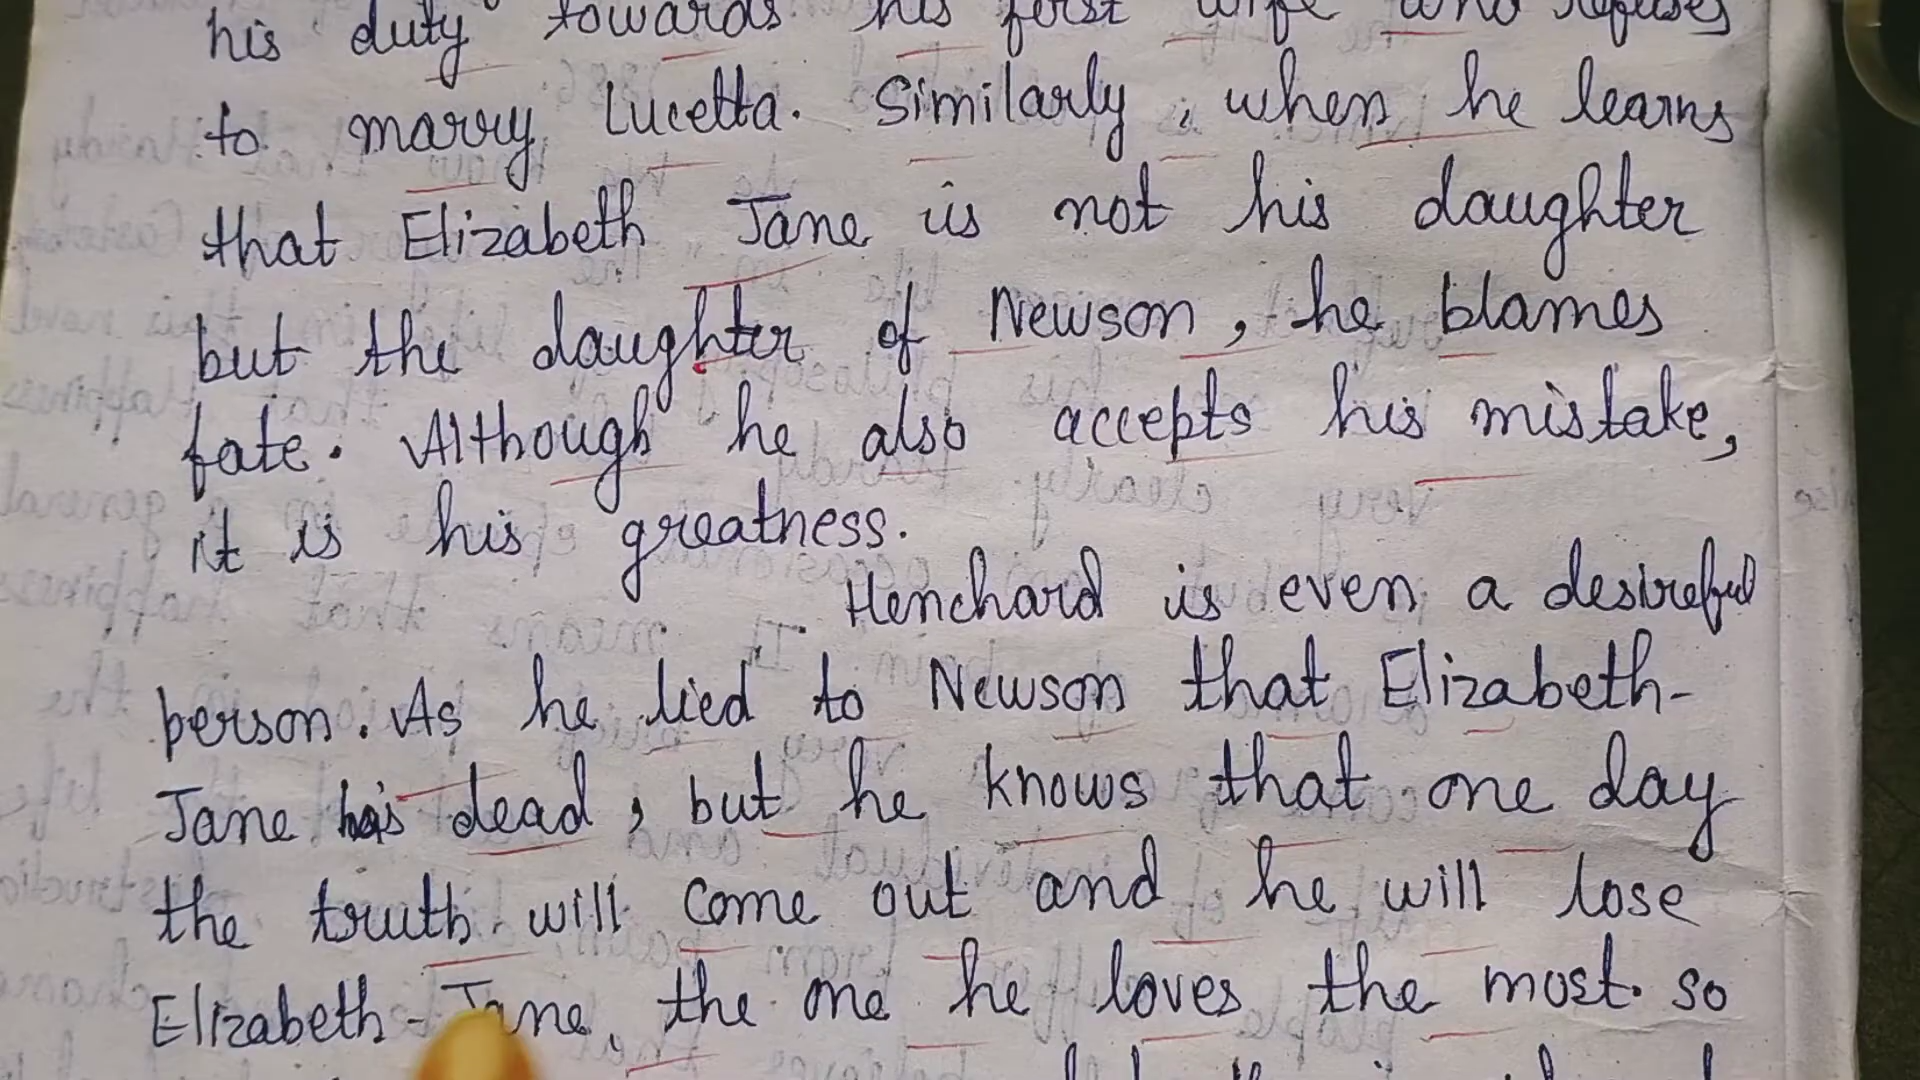 his duty towards his first wife who refuses
to marry Lucetta. Similarly, when he learns
that Elizabeth Jane is not his daughter
but the daughter of Newson, he blames
fate. Although he also accepts his mistake,
it is his greatness.
Henchard is even a desireful
person. As he lied to Newson that Elizabeth-
Jane is dead, but he knows that one day
the truth will come out and he will lose
Elizabeth-Jane, the one he loves the most. So